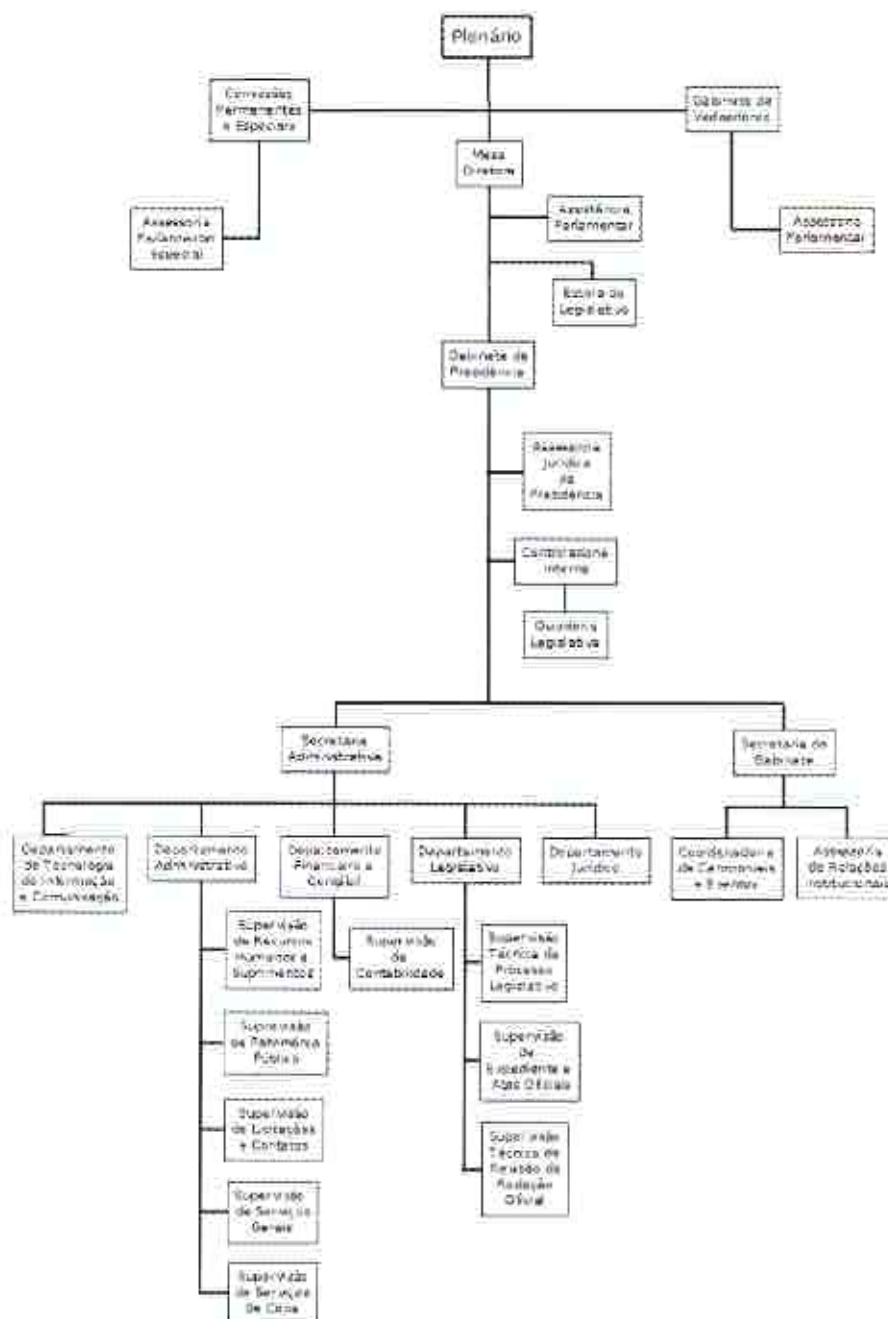 Plenário
Comissões
Permanentes
e Especiais
Gabinete de
Vereadores
Mesa
Diretora
Assessoria
Parlamentar
Especial
Assistência
Parlamentar
Assessoria
Parlamentar
Escola do
Legislativo
Gabinete da
Presidência
Assessoria
Jurídica
da
Presidência
Controladoria
Interna
Ouvidoria
Legislativa
Secretaria
Administrativa
Secretaria de
Gabinete
Departamento
de Tecnologia
da Informação
e Comunicação
Departamento
Administrativo
Departamento
Financeiro e
Contábil
Departamento
Legislativo
Departamento
Jurídico
Coordenadoria
de Cerimoniais
e Eventos
Assessoria
de Relações
Institucionais
Supervisão
de Recursos
Humanos e
Suprimentos
Supervisão
de
Contabilidade
Supervisão
Técnica de
Processo
Legislativo
Supervisão
de Patrimônio
Público
Supervisão
de
Expediente e
Atos Oficiais
Supervisão
de Licitações
e Contratos
Supervisão
Técnica de
Revisão de
Redação
Oficial
Supervisão
de Serviços
Gerais
Supervisão
de Serviços
De Copa